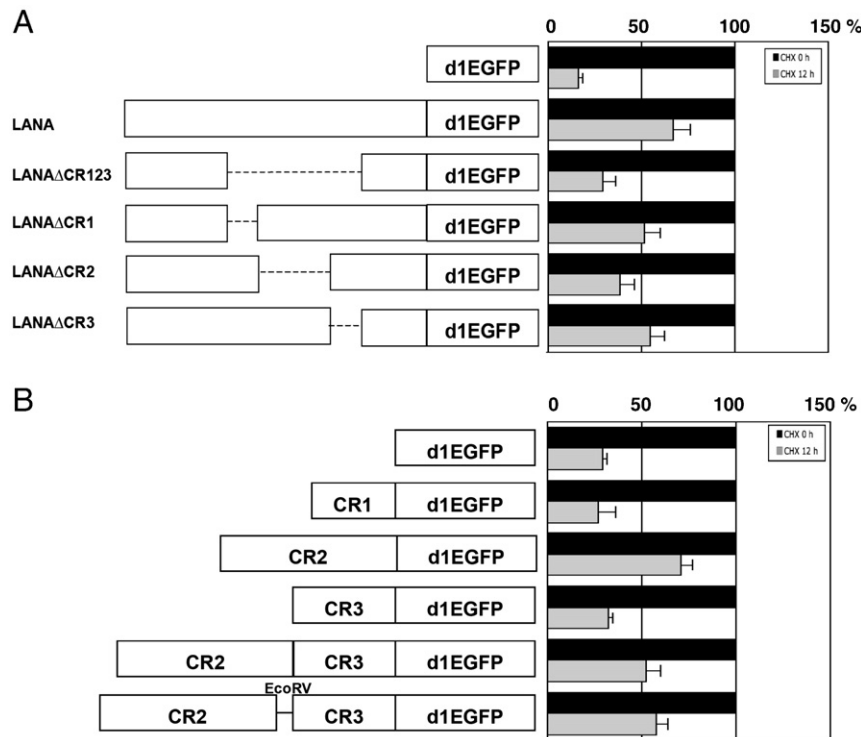 A
0 50 100 150 %
CHX 0 h
CHX 12 h
d1EGFP
LANA d1EGFP
LANAΔCR123 d1EGFP
LANAΔCR1 d1EGFP
LANAΔCR2 d1EGFP
LANAΔCR3 d1EGFP
B
0 50 100 150 %
CHX 0 h
CHX 12 h
d1EGFP
CR1 d1EGFP
CR2 d1EGFP
CR3 d1EGFP
CR2 CR3 d1EGFP
EcoRV
CR2 CR3 d1EGFP